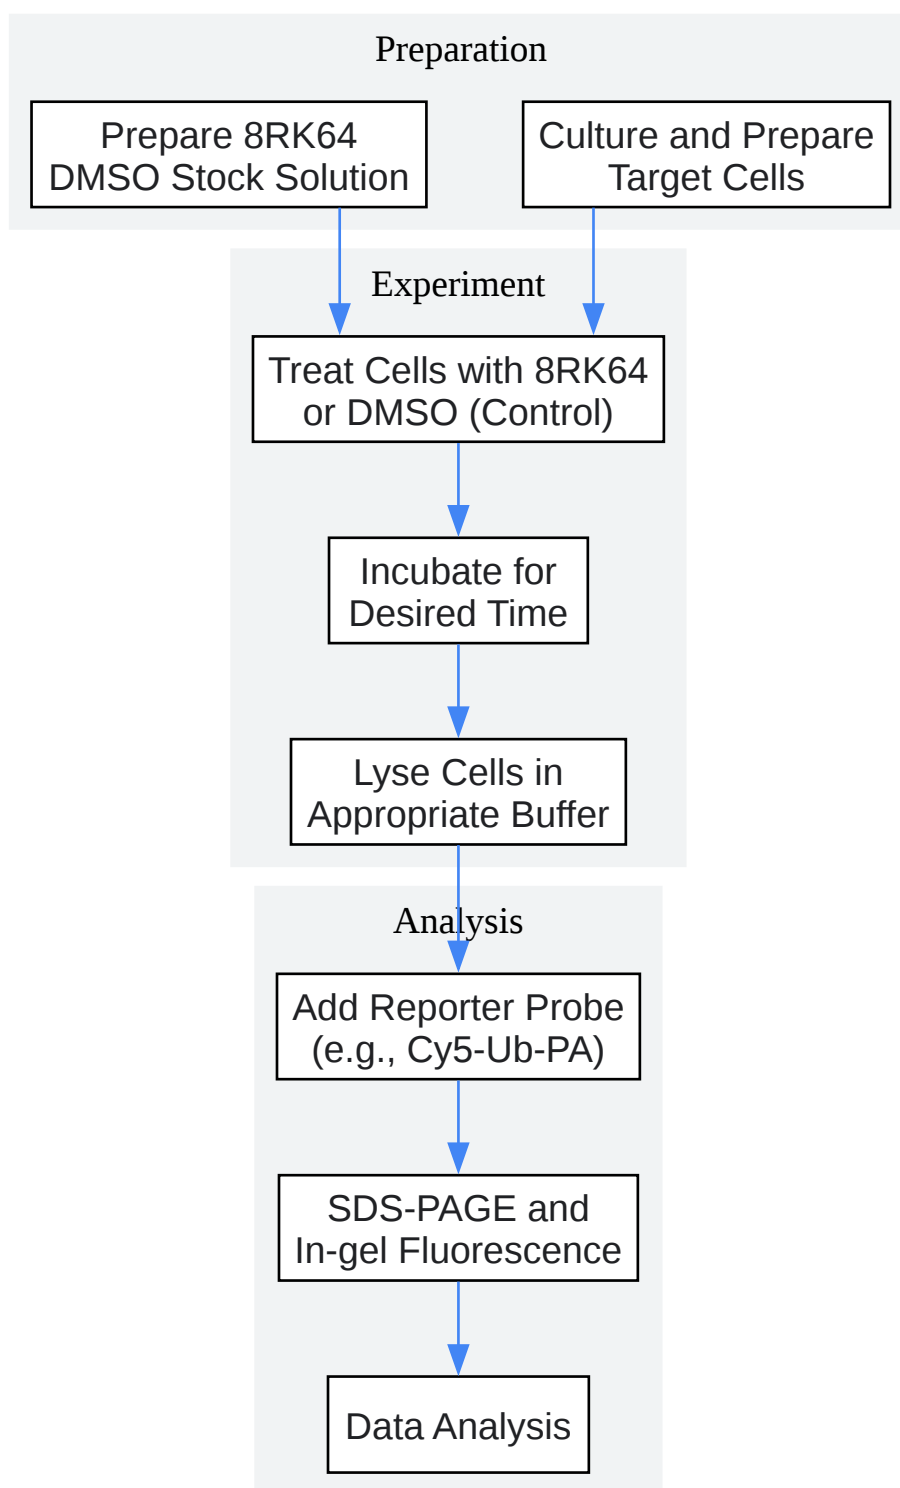 Preparation
Prepare 8RK64
DMSO Stock Solution
Culture and Prepare
Target Cells
Experiment
Treat Cells with 8RK64
or DMSO (Control)
Incubate for
Desired Time
Lyse Cells in
Appropriate Buffer
Analysis
Add Reporter Probe
(e.g., Cy5-Ub-PA)
SDS-PAGE and
In-gel Fluorescence
Data Analysis